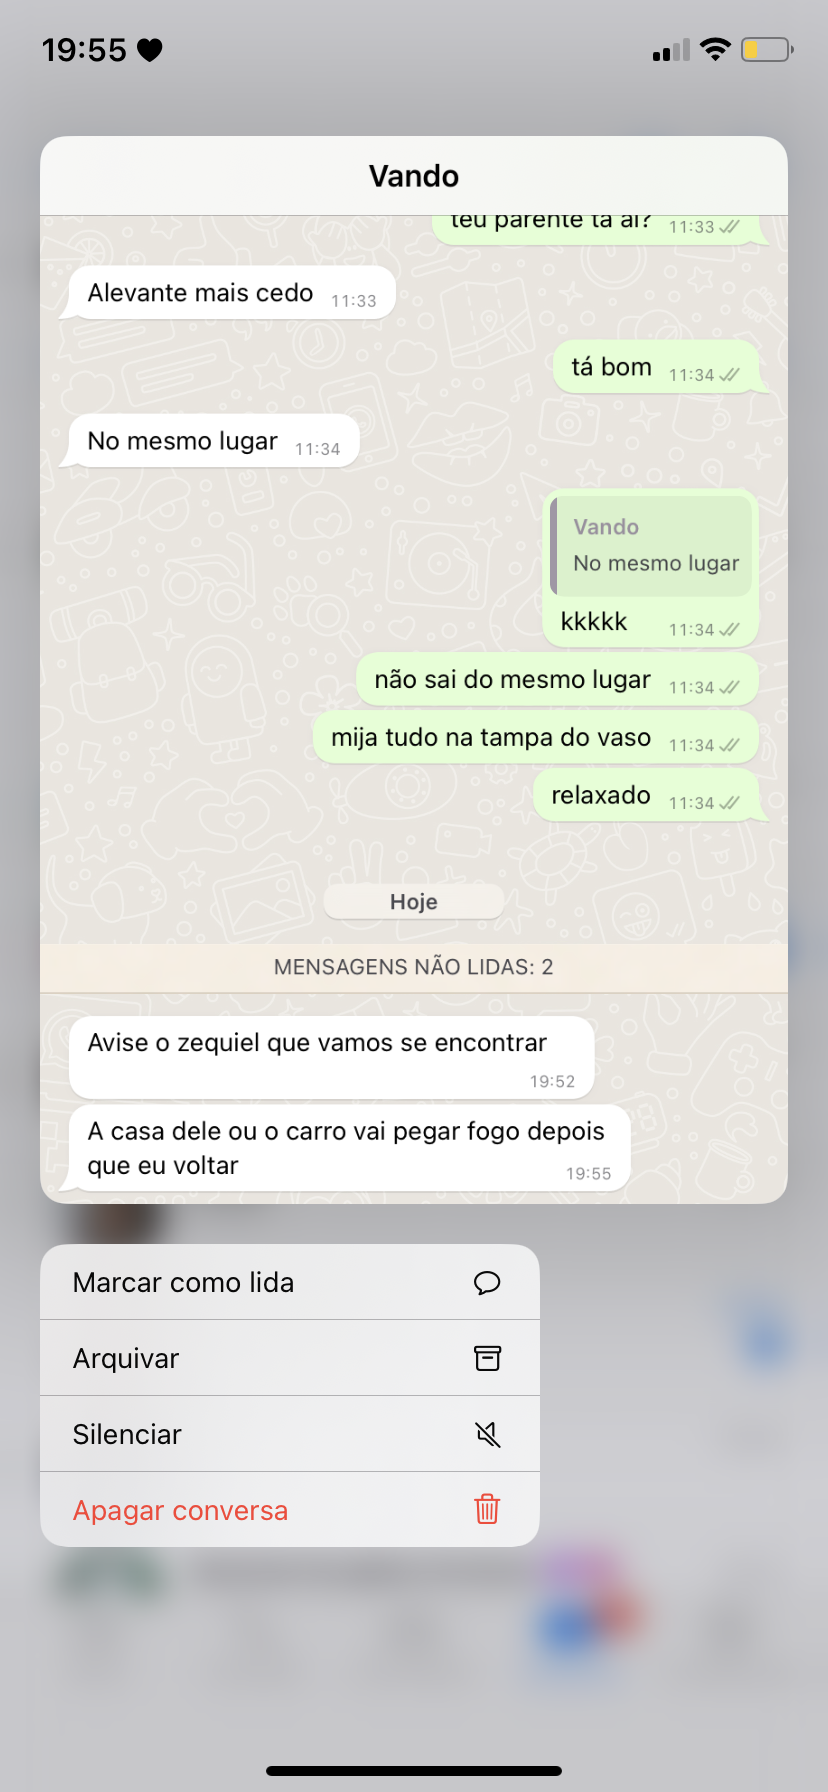 19:55
Vando
teu parente tá aí? 11:33
Alevante mais cedo 11:33
tá bom 11:34
No mesmo lugar 11:34
Vando
No mesmo lugar
kkkkk 11:34
não sai do mesmo lugar 11:34
mija tudo na tampa do vaso 11:34
relaxado 11:34
Hoje
MENSAGENS NÃO LIDAS: 2
Avise o zequiel que vamos se encontrar
19:52
A casa dele ou o carro vai pegar fogo depois
que eu voltar 19:55
Marcar como lida
Arquivar
Silenciar
Apagar conversa